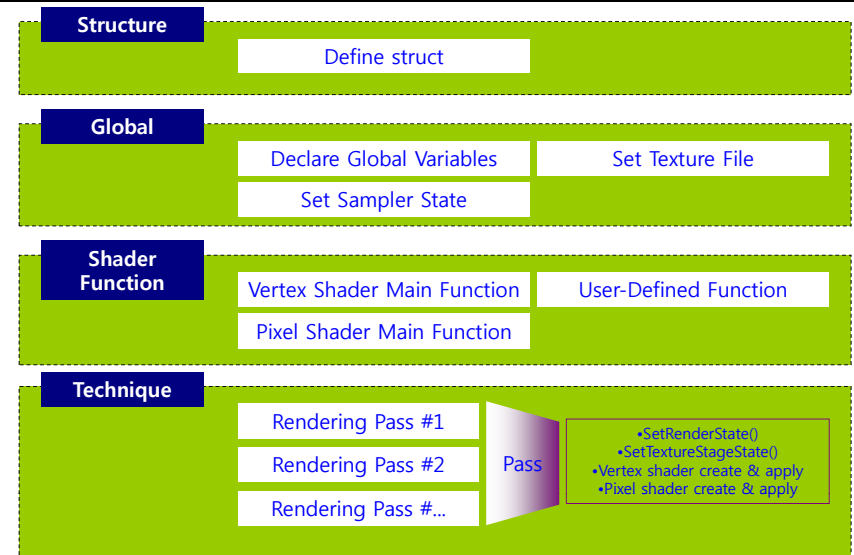 Structure
Define struct
Global
Declare Global Variables
Set Texture File
Set Sampler State
Shader
Function
Vertex Shader Main Function
User-Defined Function
Pixel Shader Main Function
Technique
Rendering Pass #1
Rendering Pass #2
Rendering Pass #...
Pass
•SetRenderState()
•SetTextureStageState()
•Vertex shader create & apply
•Pixel shader create & apply